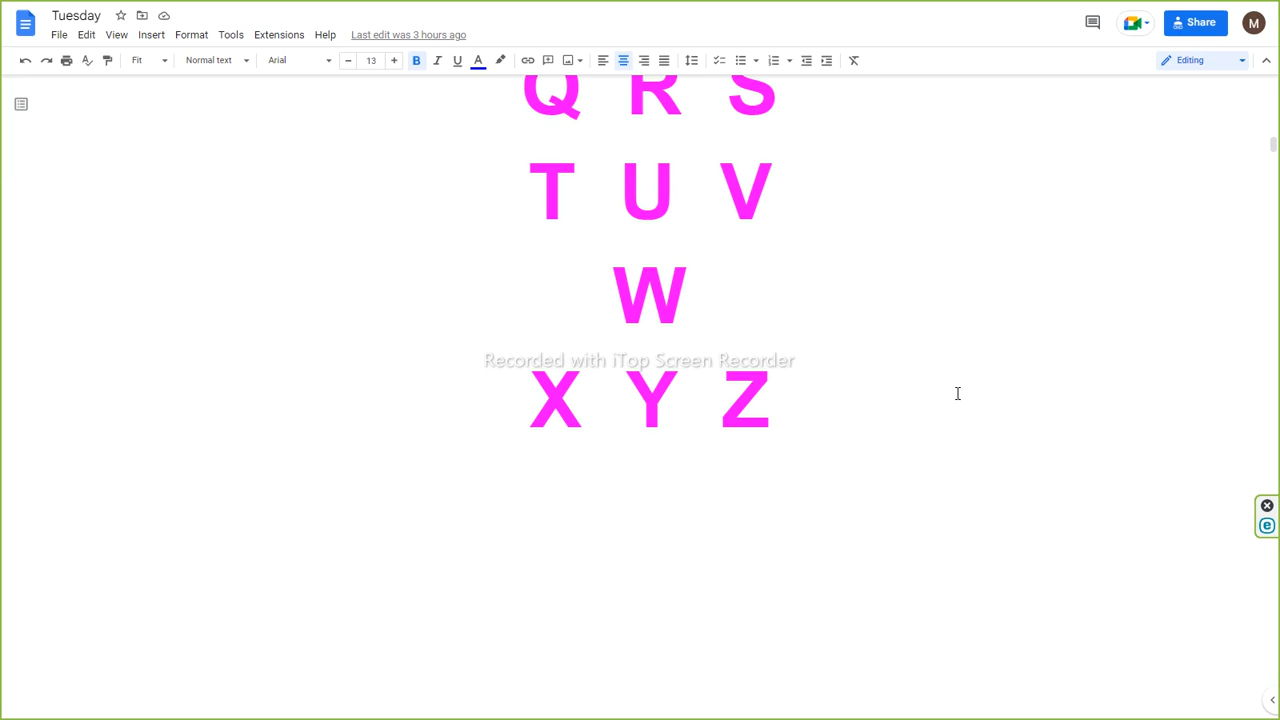 Tuesday
File Edit View Insert Format Tools Extensions Help Last edit was 3 hours ago
Share
M
Fit Normal text Arial 13 B I U A Editing
Q R S
T U V
W
Recorded with iTop Screen Recorder
X Y Z